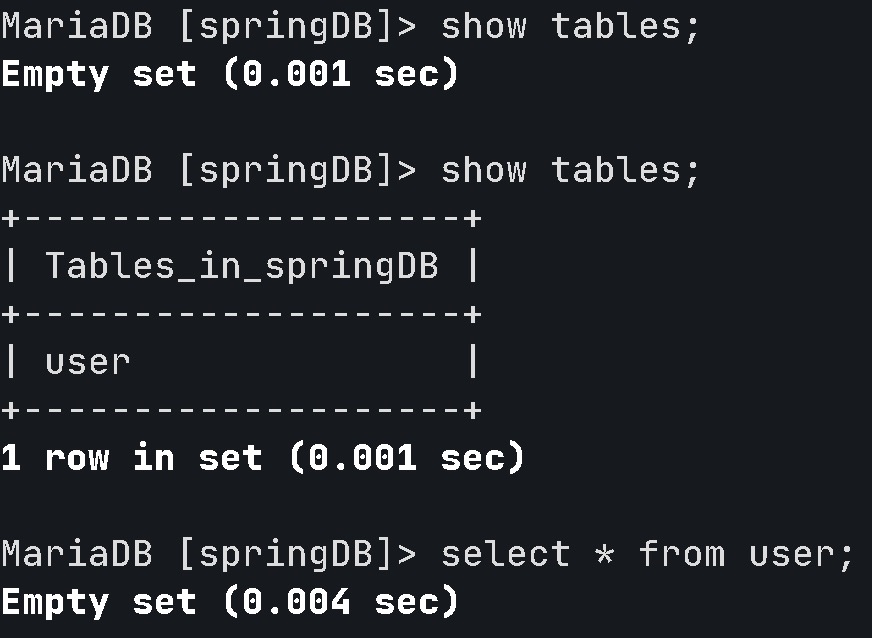 MariaDB [springDB]> show tables;
Empty set (0.001 sec)
MariaDB [springDB]> show tables;
+--------------------+
| Tables_in_springDB |
+--------------------+
| user               |
+--------------------+
1 row in set (0.001 sec)
MariaDB [springDB]> select * from user;
Empty set (0.004 sec)